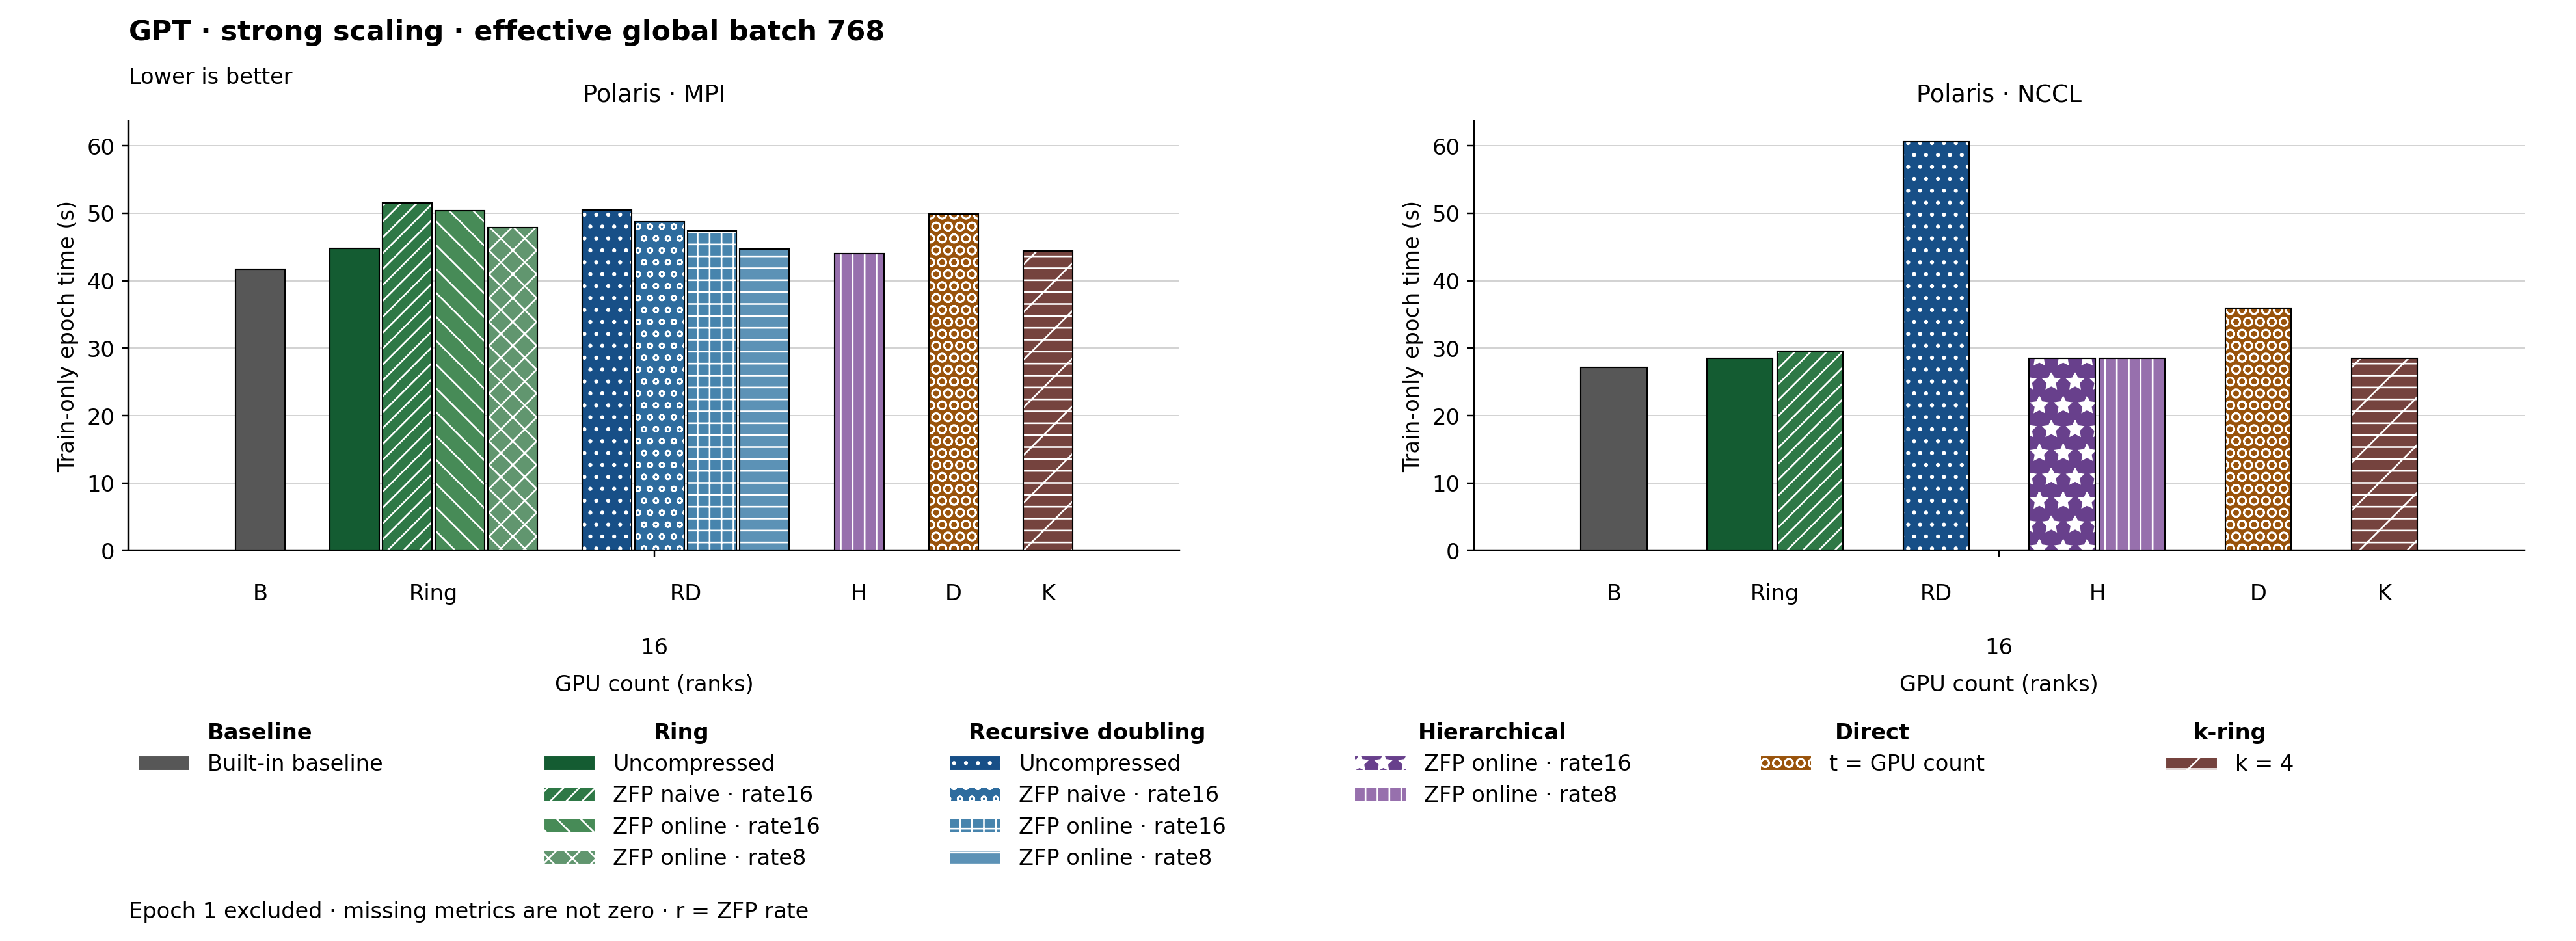 GPT · strong scaling · effective global batch 768
Lower is better
Polaris · MPI
Train-only epoch time (s)
60
50
40
30
20
10
0
B Ring RD H D K
16
GPU count (ranks)
Polaris · NCCL
Train-only epoch time (s)
60
50
40
30
20
10
0
B Ring RD H D K
16
GPU count (ranks)
Baseline
Built-in baseline
Ring
Uncompressed
ZFP naive · rate16
ZFP online · rate16
ZFP online · rate8
Recursive doubling
Uncompressed
ZFP naive · rate16
ZFP online · rate16
ZFP online · rate8
Hierarchical
ZFP online · rate16
ZFP online · rate8
Direct
t = GPU count
k-ring
k = 4
Epoch 1 excluded · missing metrics are not zero · r = ZFP rate